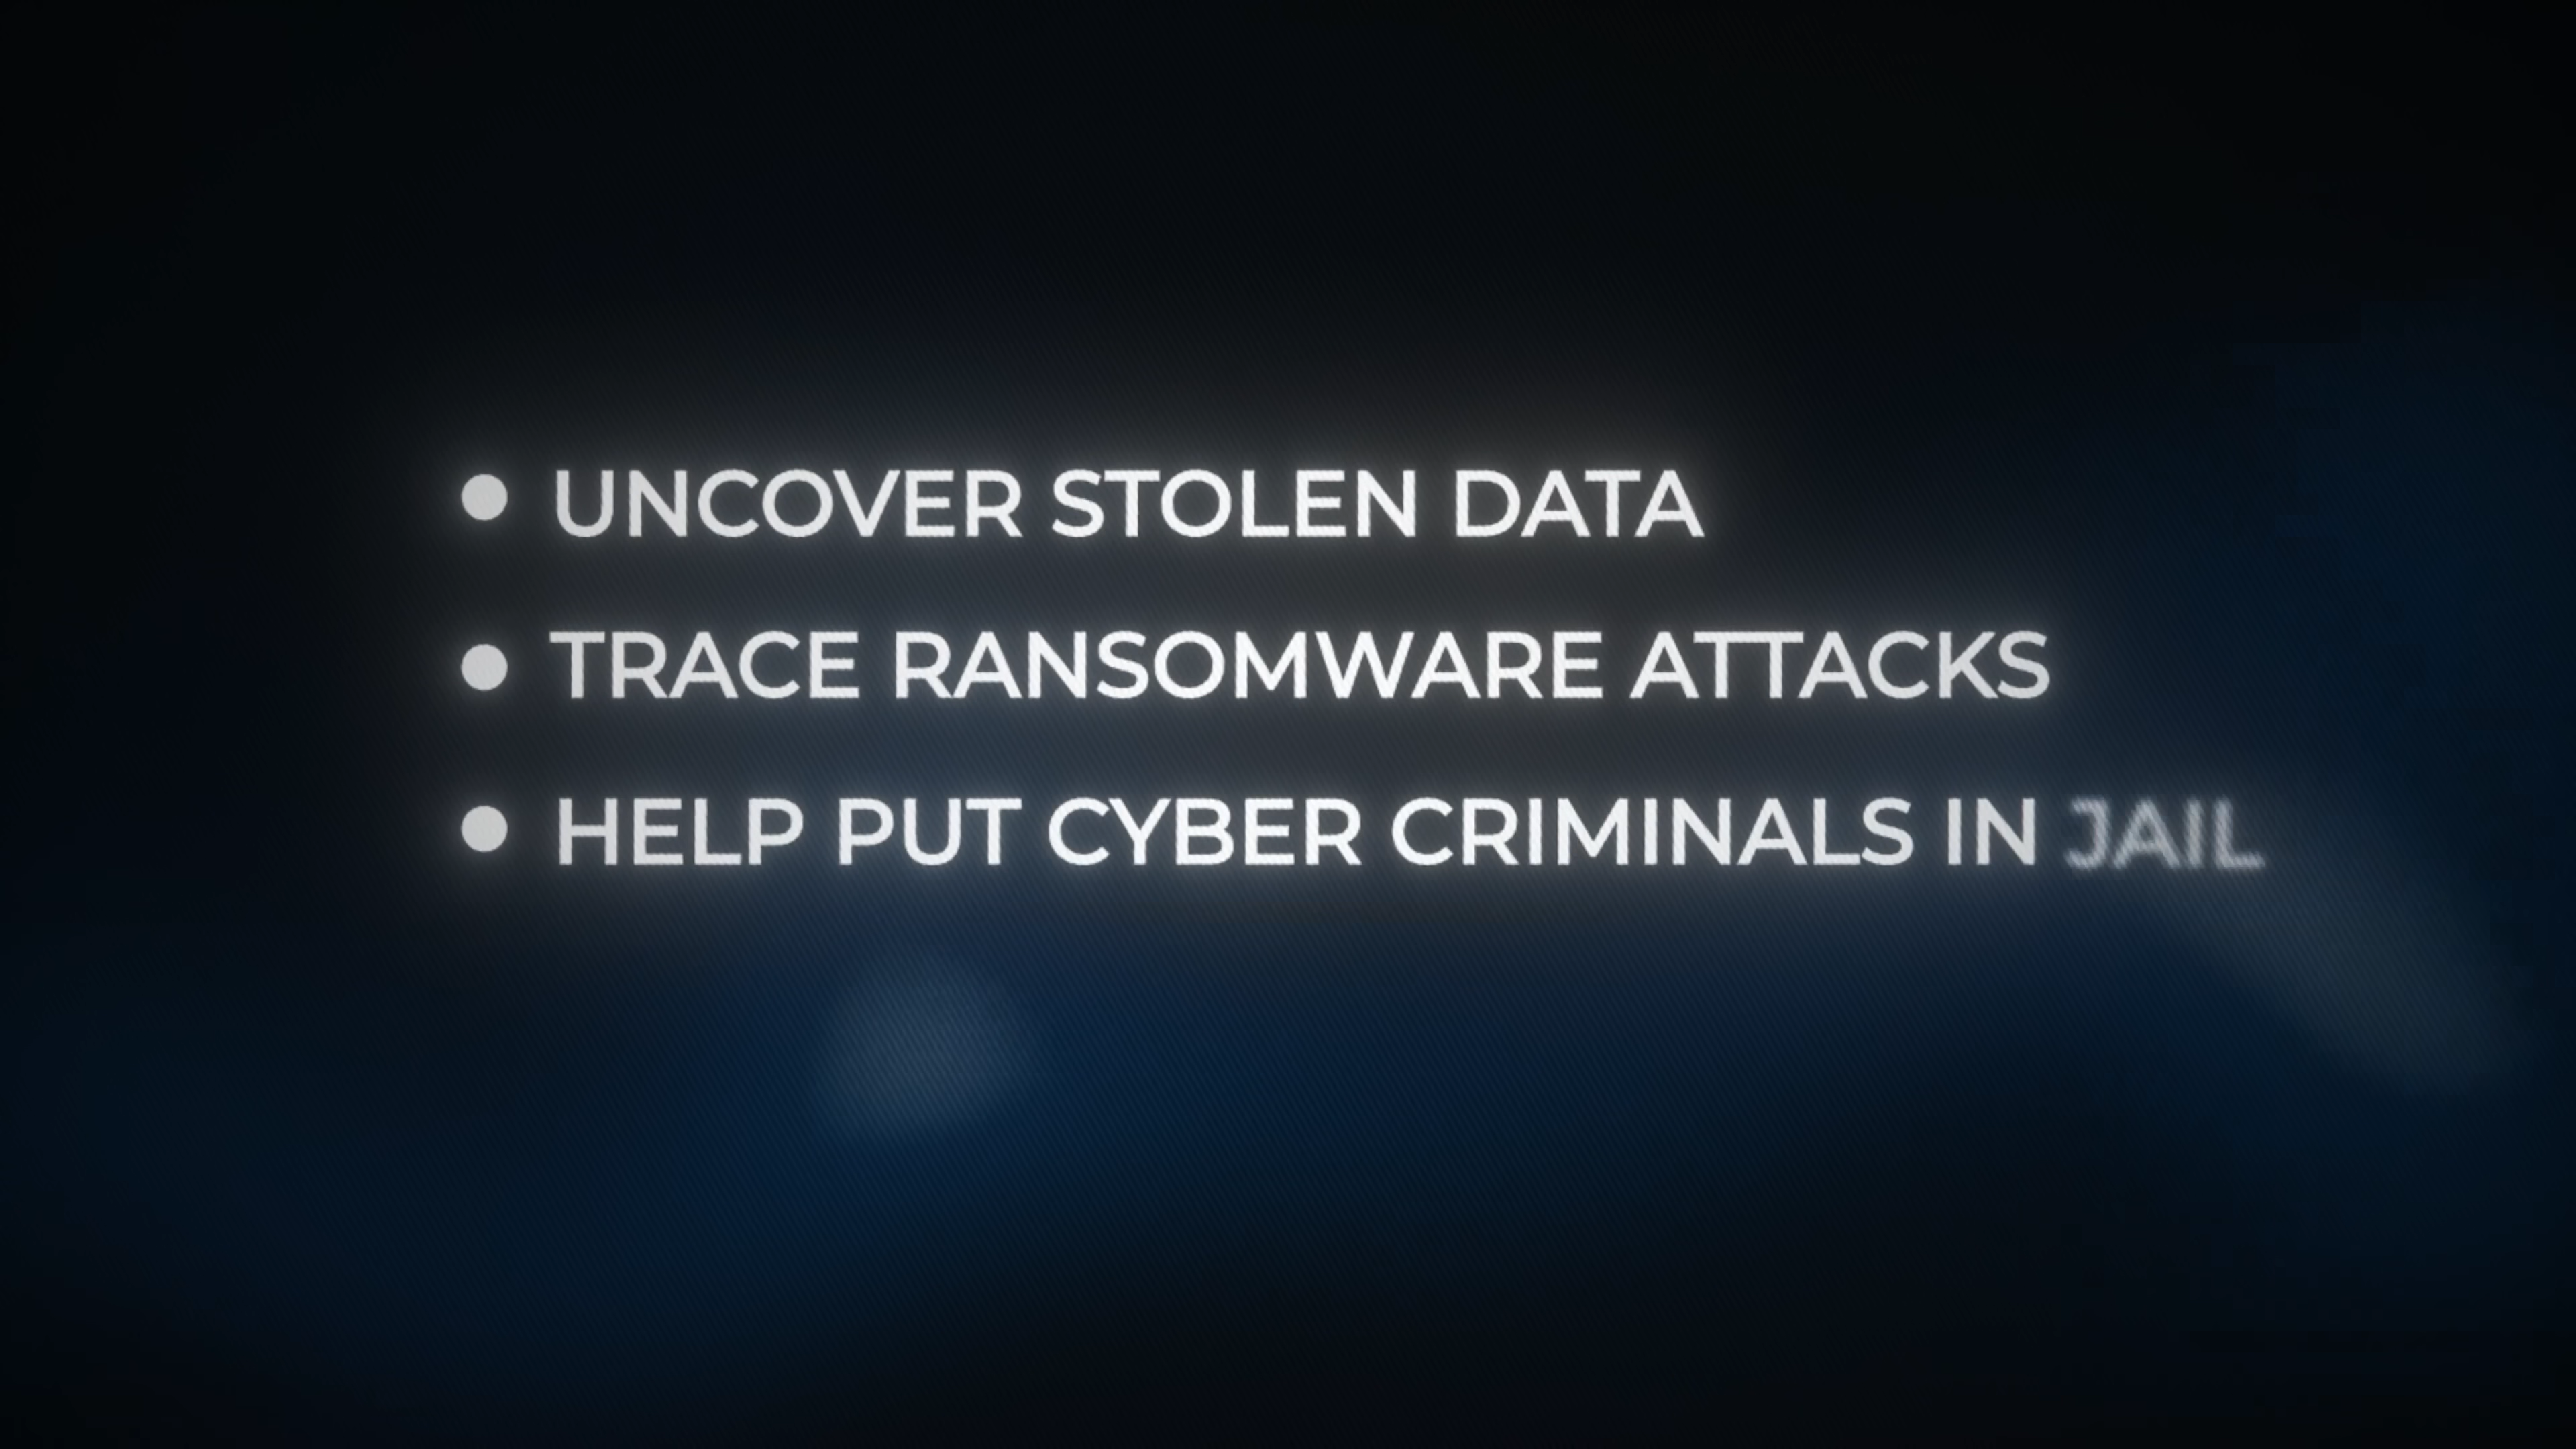 • UNCOVER STOLEN DATA
• TRACE RANSOMWARE ATTACKS
• HELP PUT CYBER CRIMINALS IN JAIL